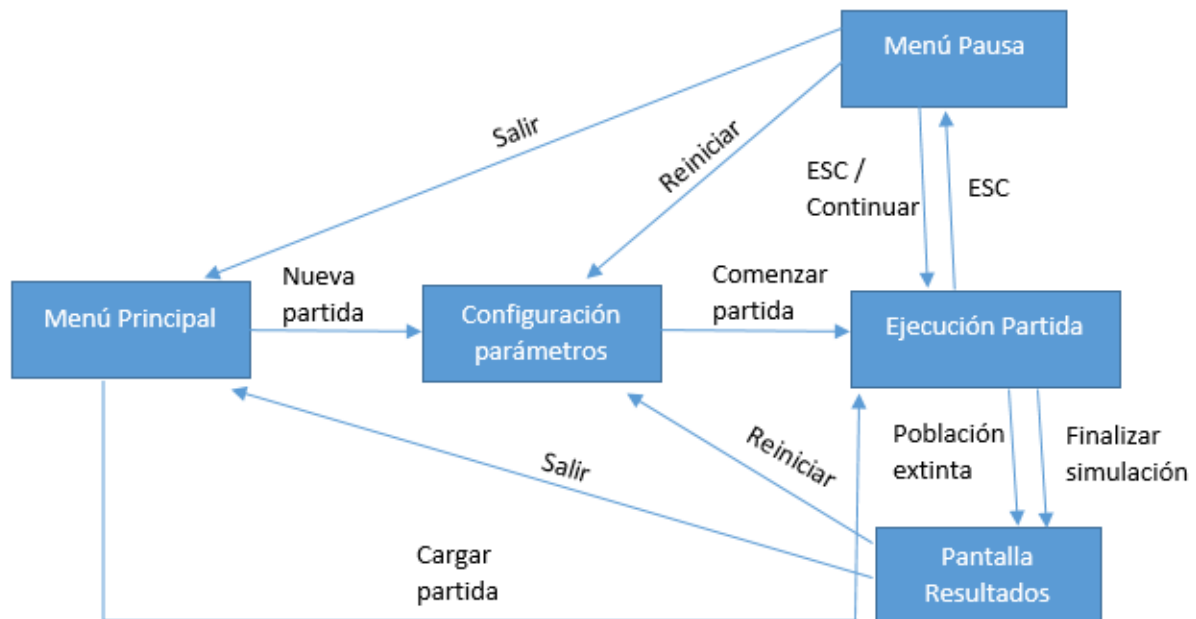 Menú Pausa
Salir
Reiniciar
ESC /
Continuar
ESC
Nueva
partida
Comenzar
partida
Menú Principal
Configuración
parámetros
Ejecución Partida
Población
extinta
Finalizar
simulación
Reiniciar
Salir
Cargar
partida
Pantalla
Resultados